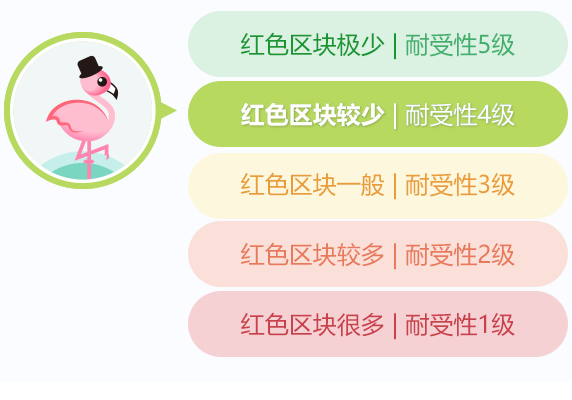 红色区块极少 | 耐受性5级
红色区块较少 | 耐受性4级
红色区块一般 | 耐受性3级
红色区块较多 | 耐受性2级
红色区块很多 | 耐受性1级